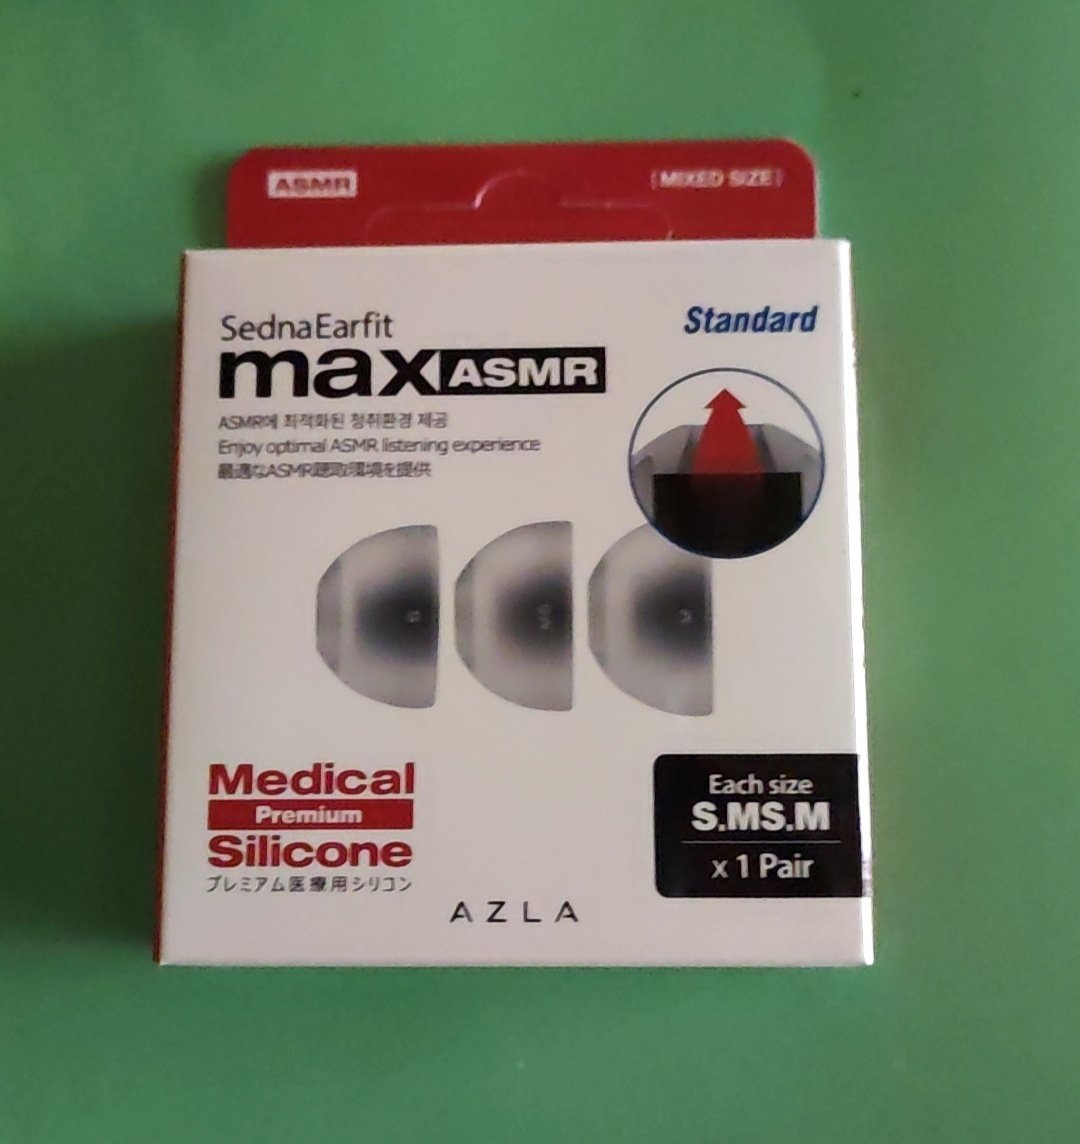 ASMR
[MIXED SIZE]
SednaEarfit
max ASMR
Standard
ASMR에 최적화된 청취환경 제공
Enjoy optimal ASMR listening experience
最適なASMR聴取環境を提供
Medical
Premium
Silicone
プレミアム医療用シリコン
Each size
S.MS.M
x 1 Pair
AZLA